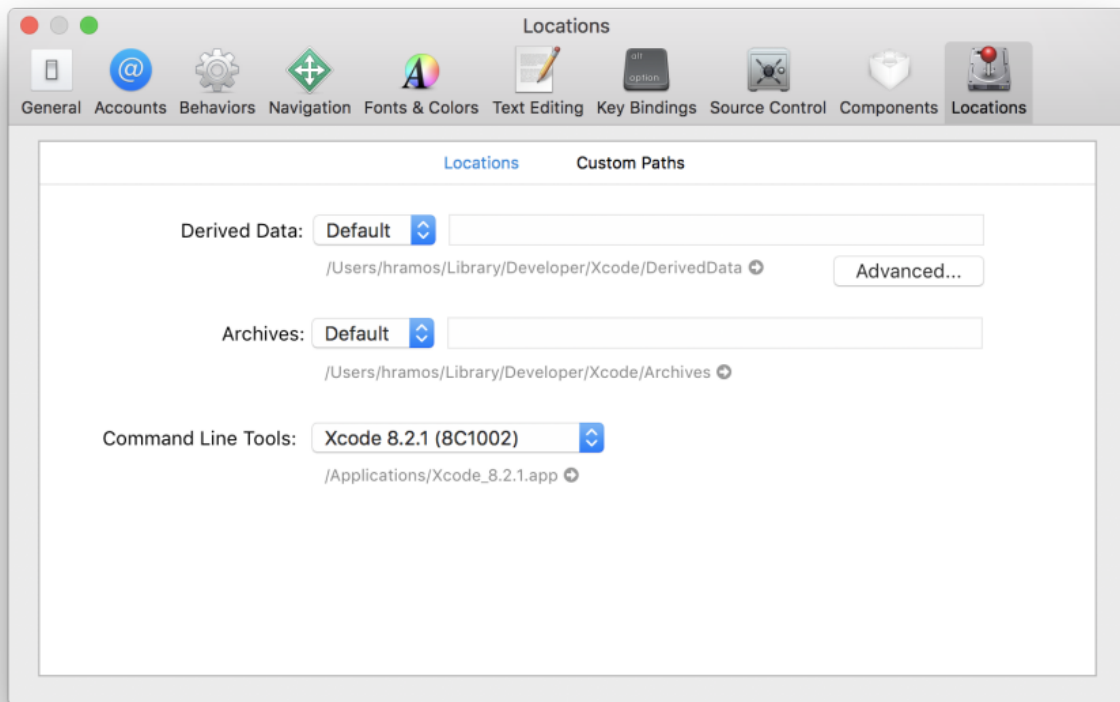 Locations
alt
option
General Accounts Behaviors Navigation Fonts & Colors Text Editing Key Bindings Source Control Components Locations
Locations Custom Paths
Derived Data: Default
/Users/hramos/Library/Developer/Xcode/DerivedData
Advanced...
Archives: Default
/Users/hramos/Library/Developer/Xcode/Archives
Command Line Tools: Xcode 8.2.1 (8C1002)
/Applications/Xcode_8.2.1.app